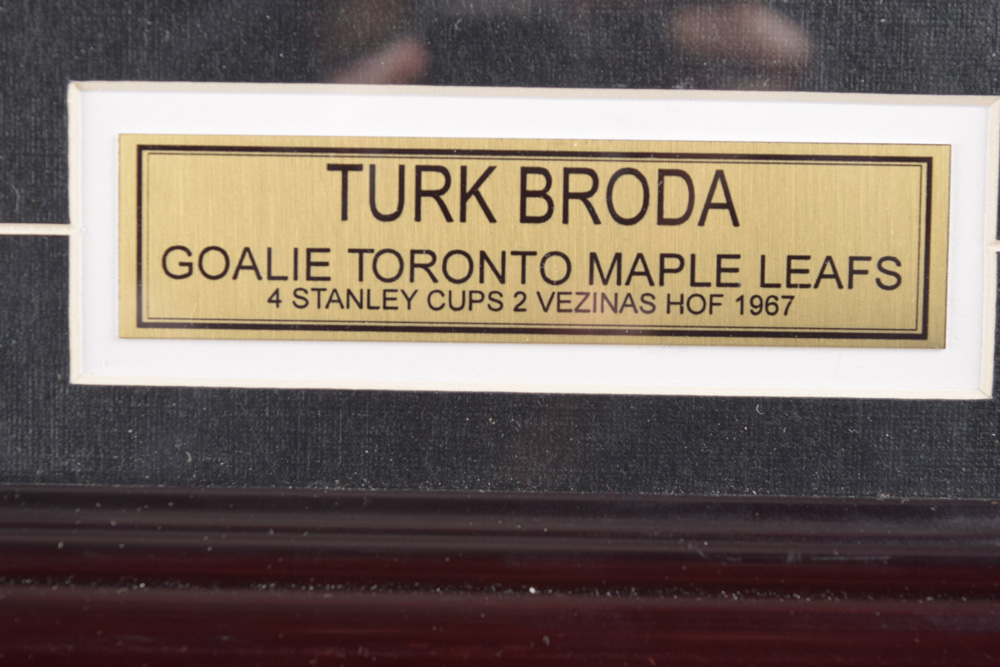 TURK BRODA
GOALIE TORONTO MAPLE LEAFS
4 STANLEY CUPS 2 VEZINAS HOF 1967